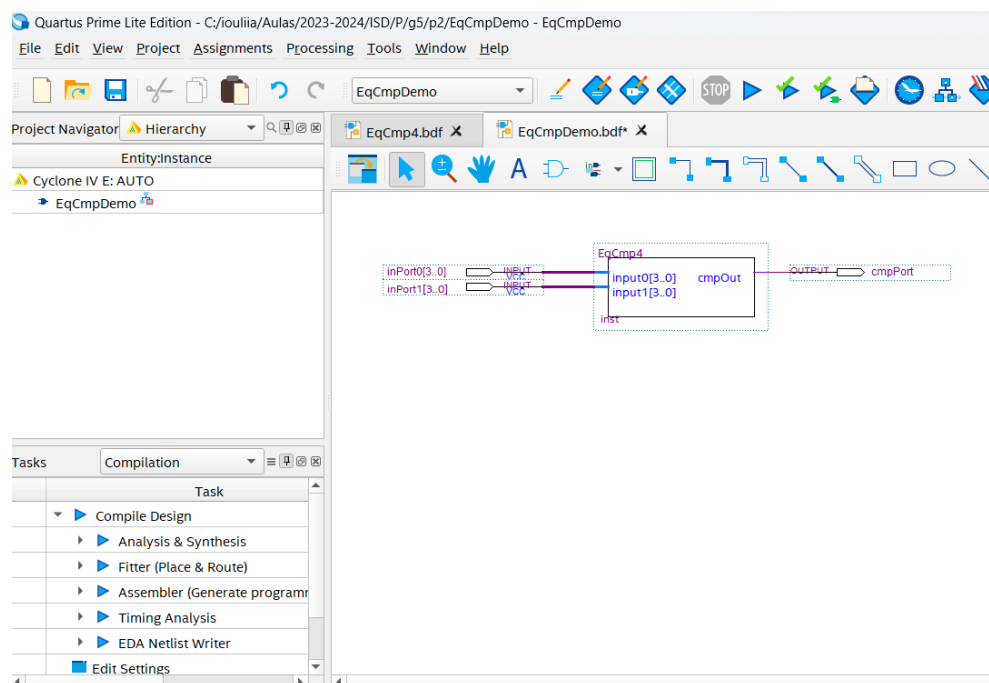 Quartus Prime Lite Edition - C:/iouliia/Aulas/2023-2024/ISD/P/g5/p2/EqCmpDemo - EqCmpDemo
File Edit View Project Assignments Processing Tools Window Help
EqCmpDemo
STOP
Project Navigator Hierarchy
EqCmp4.bdf
EqCmpDemo.bdf*
Entity:Instance
Cyclone IV E: AUTO
EqCmpDemo
A
EqCmp4
inPort0[3..0] INPUT
VCC
inPort1[3..0] INPUT
VCC
input0[3..0] cmpOut
input1[3..0]
inst
OUTPUT cmpPort
Tasks Compilation
Task
Compile Design
Analysis & Synthesis
Fitter (Place & Route)
Assembler (Generate programm
Timing Analysis
EDA Netlist Writer
Edit Settings